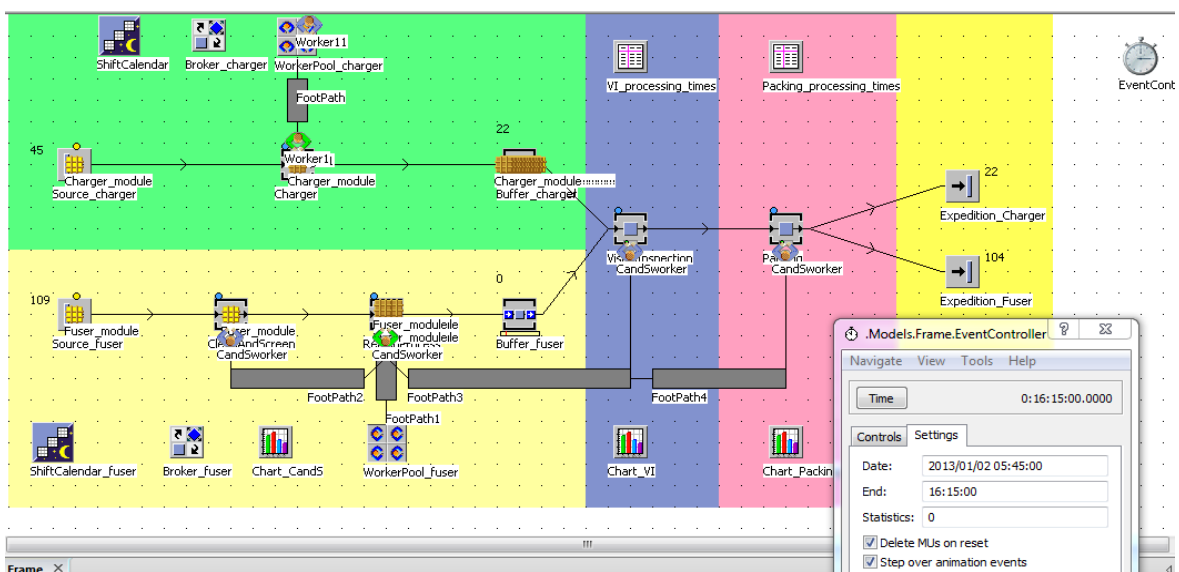 Worker11
ShiftCalendar
Broker_charger
WorkerPool_charger
VI_processing_times
Packing_processing_times
EventCont
FootPath
22
45
Charger_module
Source_charger
Charger_module
Charger
Charger_module
Buffer_charger
22
Expedition_Charger
CandSworker
CandSworker
0
104
Expedition_Fuser
109
Fuser_module
Source_fuser
CandSworker
CandSworker
Buffer_fuser
FootPath2
FootPath3
FootPath4
FootPath1
ShiftCalendar_fuser
Broker_fuser
Chart_CandS
WorkerPool_fuser
Chart_VI
Chart_Packin
.Models.Frame.EventController
Navigate View Tools Help
Time 0:16:15:00.0000
Controls Settings
Date: 2013/01/02 05:45:00
End: 16:15:00
Statistics: 0
Delete MUs on reset
Step over animation events
Frame